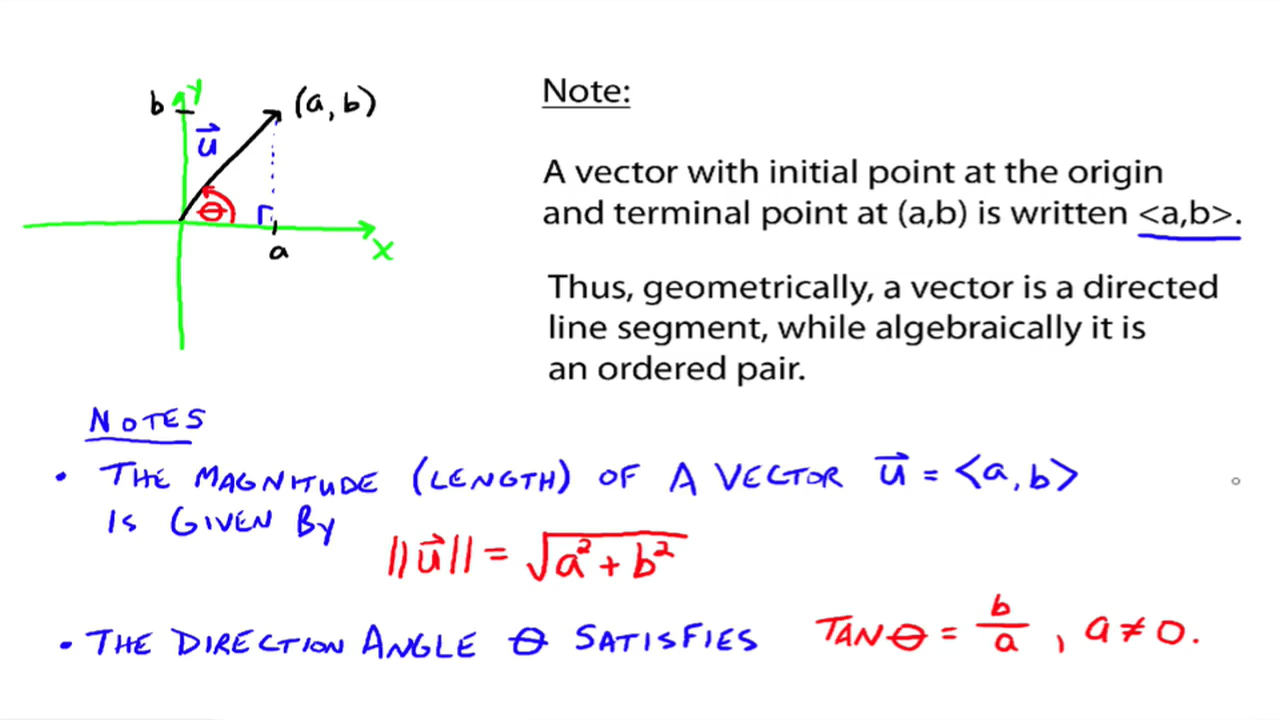 y
b
(a, b)
u⃗
θ
a
x
Note:
A vector with initial point at the origin
and terminal point at (a,b) is written <a,b>.
Thus, geometrically, a vector is a directed
line segment, while algebraically it is
an ordered pair.
NOTES
• THE MAGNITUDE (LENGTH) OF A VECTOR u⃗ = <a, b>
IS GIVEN BY
||u⃗|| = √(a² + b²)
• THE DIRECTION ANGLE θ SATISFIES TAN θ = b/a , a ≠ 0.